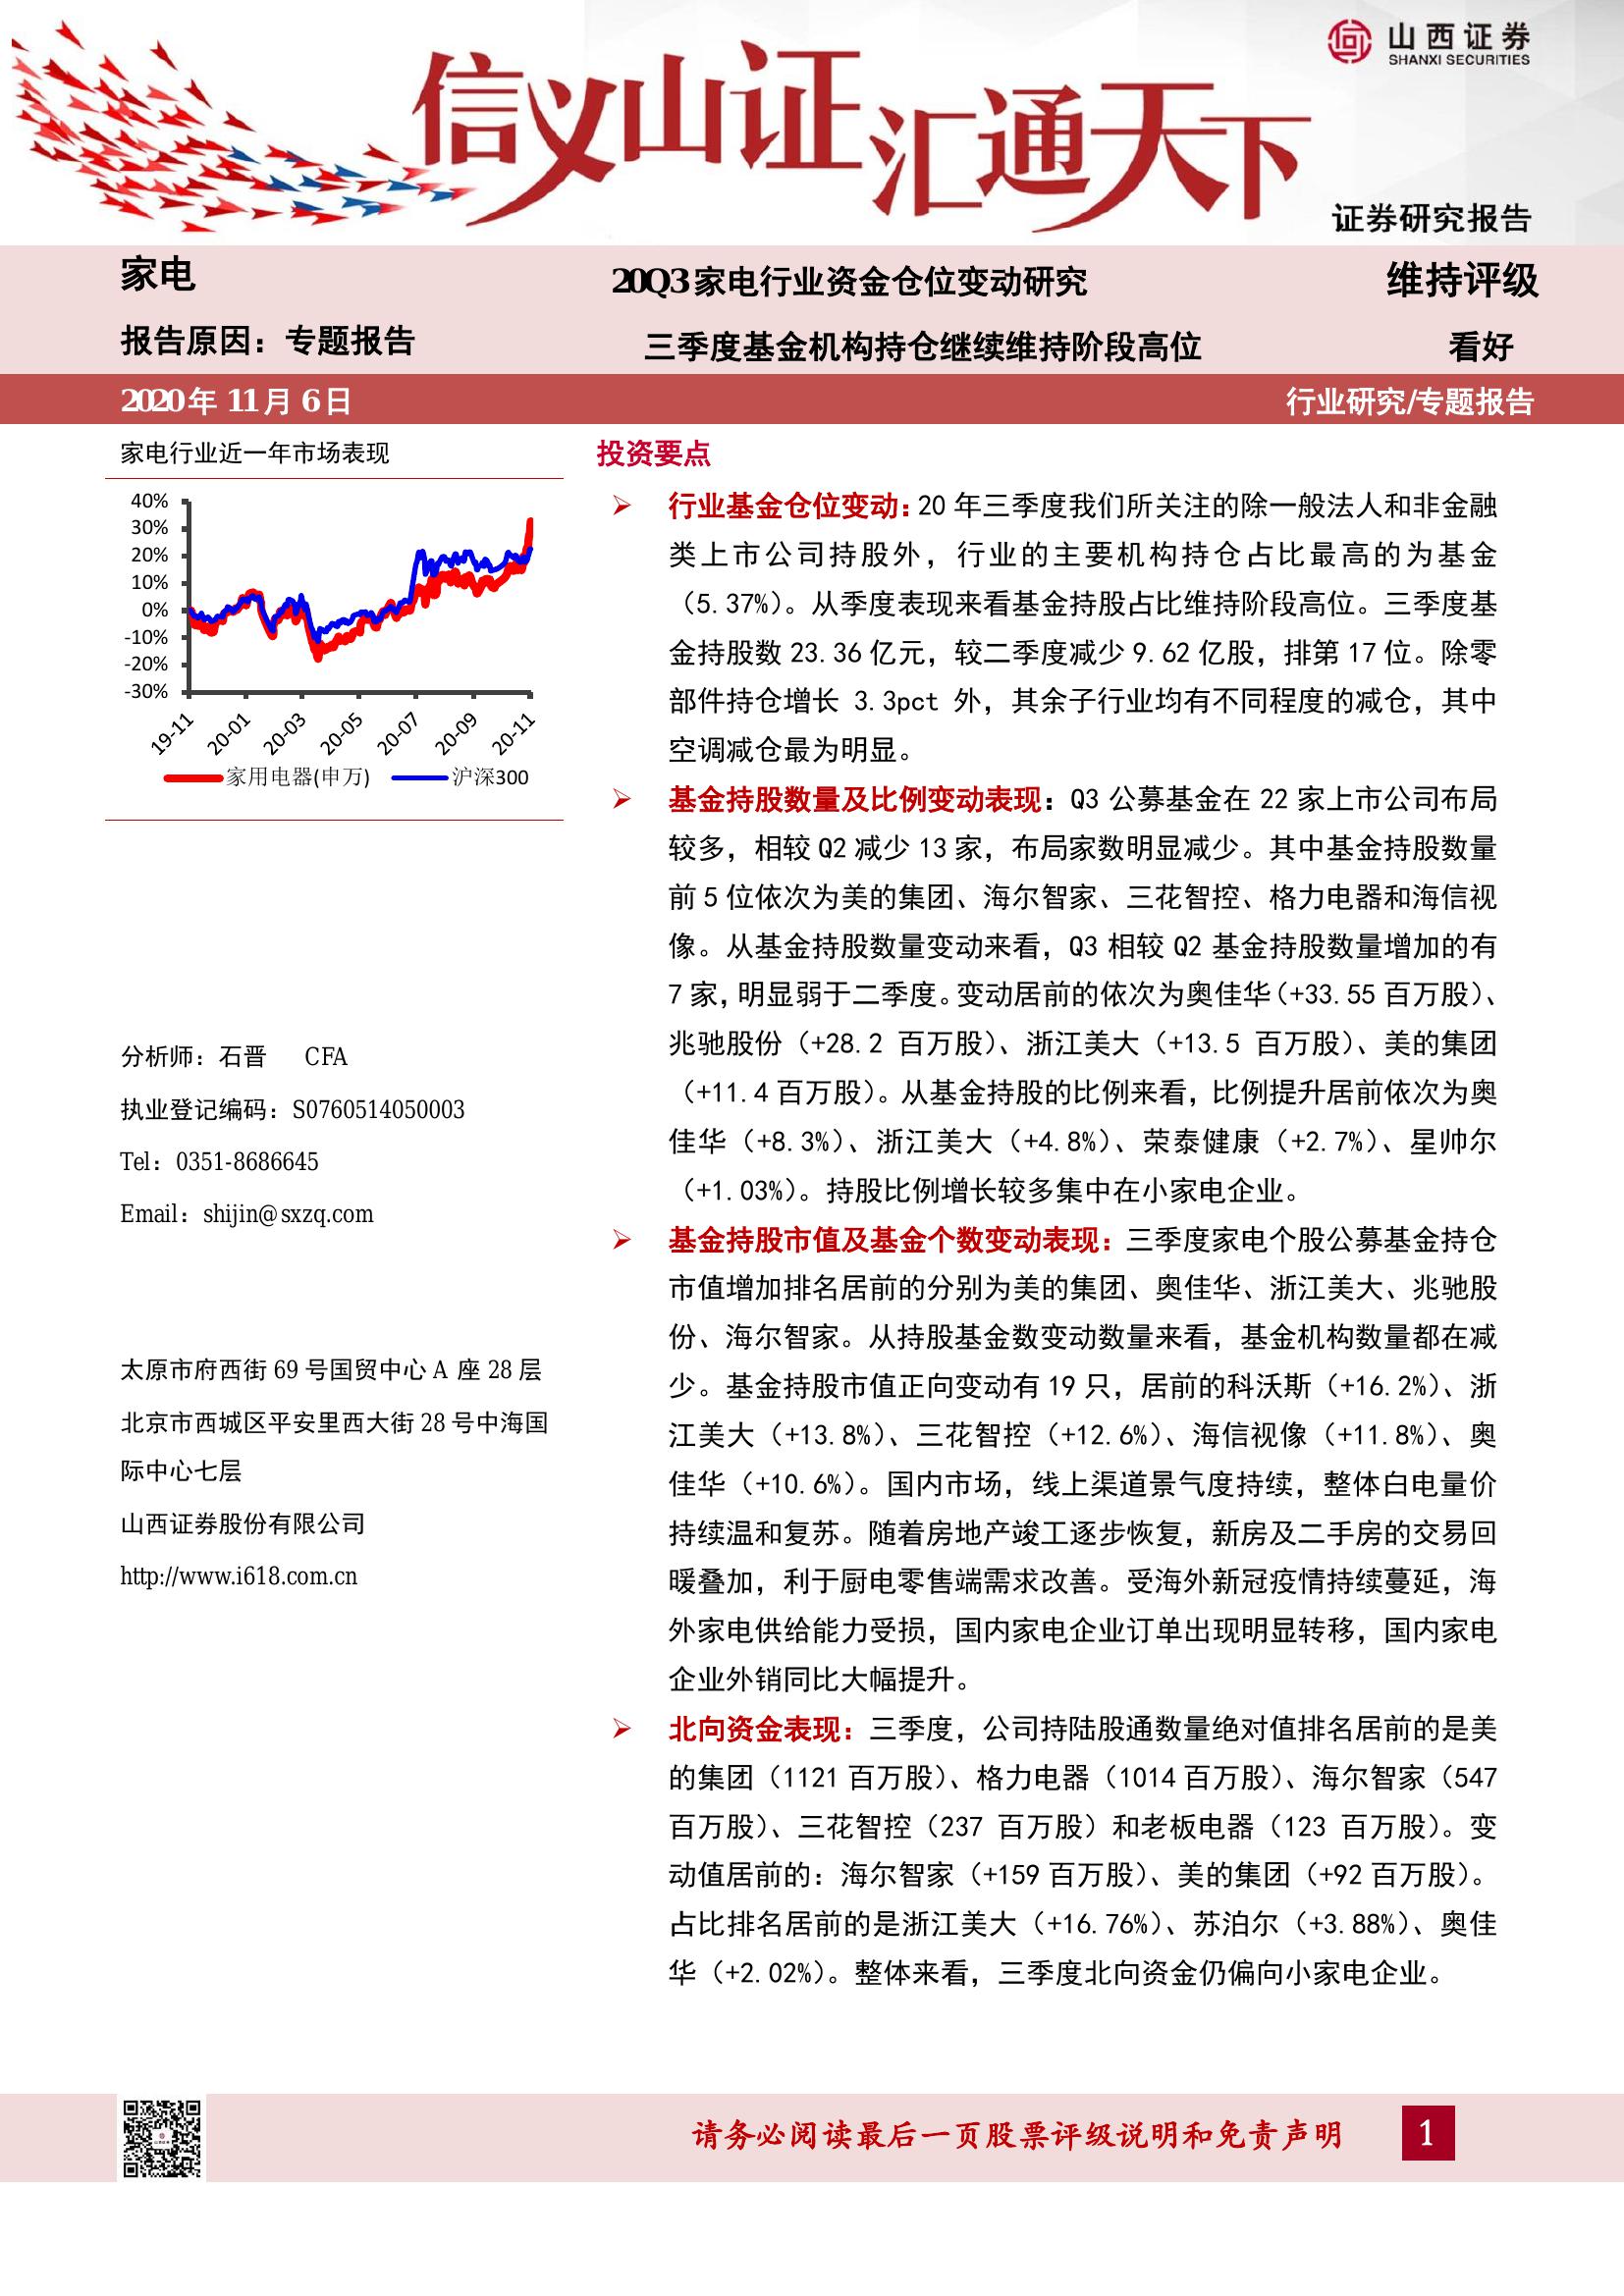 山西证券
SHANXI SECURITIES
信义山证汇通天下
证券研究报告
家电
20Q3家电行业资金仓位变动研究
维持评级
报告原因：专题报告
三季度基金机构持仓继续维持阶段高位
看好
2020年11月6日
行业研究/专题报告
家电行业近一年市场表现
40%
30%
20%
10%
0%
-10%
-20%
-30%
19-11
20-01
20-03
20-05
20-07
20-09
20-11
家用电器(申万)
沪深300
分析师：石晋 CFA
执业登记编码：S0760514050003
Tel：0351-8686645
Email：shijin@sxzq.com
太原市府西街69号国贸中心A座28层
北京市西城区平安里西大街28号中海国
际中心七层
山西证券股份有限公司
http://www.i618.com.cn
投资要点
行业基金仓位变动：20年三季度我们所关注的除一般法人和非金融
类上市公司持股外，行业的主要机构持仓占比最高的为基金
（5.37%）。从季度表现来看基金持股占比维持阶段高位。三季度基
金持股数23.36亿元，较二季度减少9.62亿股，排第17位。除零
部件持仓增长3.3pct外，其余子行业均有不同程度的减仓，其中
空调减仓最为明显。
基金持股数量及比例变动表现：Q3公募基金在22家上市公司布局
较多，相较Q2减少13家，布局家数明显减少。其中基金持股数量
前5位依次为美的集团、海尔智家、三花智控、格力电器和海信视
像。从基金持股数量变动来看，Q3相较Q2基金持股数量增加的有
7家，明显弱于二季度。变动居前的依次为奥佳华（+33.55百万股）、
兆驰股份（+28.2百万股）、浙江美大（+13.5百万股）、美的集团
（+11.4百万股）。从基金持股的比例来看，比例提升居前依次为奥
佳华（+8.3%）、浙江美大（+4.8%）、荣泰健康（+2.7%）、星帅尔
（+1.03%）。持股比例增长较多集中在小家电企业。
基金持股市值及基金个数变动表现：三季度家电个股公募基金持仓
市值增加排名居前的分别为美的集团、奥佳华、浙江美大、兆驰股
份、海尔智家。从持股基金数变动数量来看，基金机构数量都在减
少。基金持股市值正向变动有19只，居前的科沃斯（+16.2%）、浙
江美大（+13.8%）、三花智控（+12.6%）、海信视像（+11.8%）、奥
佳华（+10.6%）。国内市场，线上渠道景气度持续，整体白电量价
持续温和复苏。随着房地产竣工逐步恢复，新房及二手房的交易回
暖叠加，利于厨电零售端需求改善。受海外新冠疫情持续蔓延，海
外家电供给能力受损，国内家电企业订单出现明显转移，国内家电
企业外销同比大幅提升。
北向资金表现：三季度，公司持陆股通数量绝对值排名居前的是美
的集团（1121百万股）、格力电器（1014百万股）、海尔智家（547
百万股）、三花智控（237百万股）和老板电器（123百万股）。变
动值居前的：海尔智家（+159百万股）、美的集团（+92百万股）。
占比排名居前的是浙江美大（+16.76%）、苏泊尔（+3.88%）、奥佳
华（+2.02%）。整体来看，三季度北向资金仍偏向小家电企业。
请务必阅读最后一页股票评级说明和免责声明
1